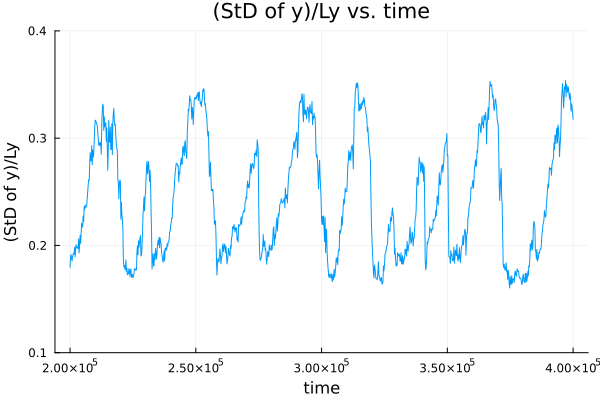 (StD of y)/Ly vs. time
(StD of y)/Ly
0.4
0.3
0.2
0.1
2.00×10⁵ 2.50×10⁵ 3.00×10⁵ 3.50×10⁵ 4.00×10⁵
time